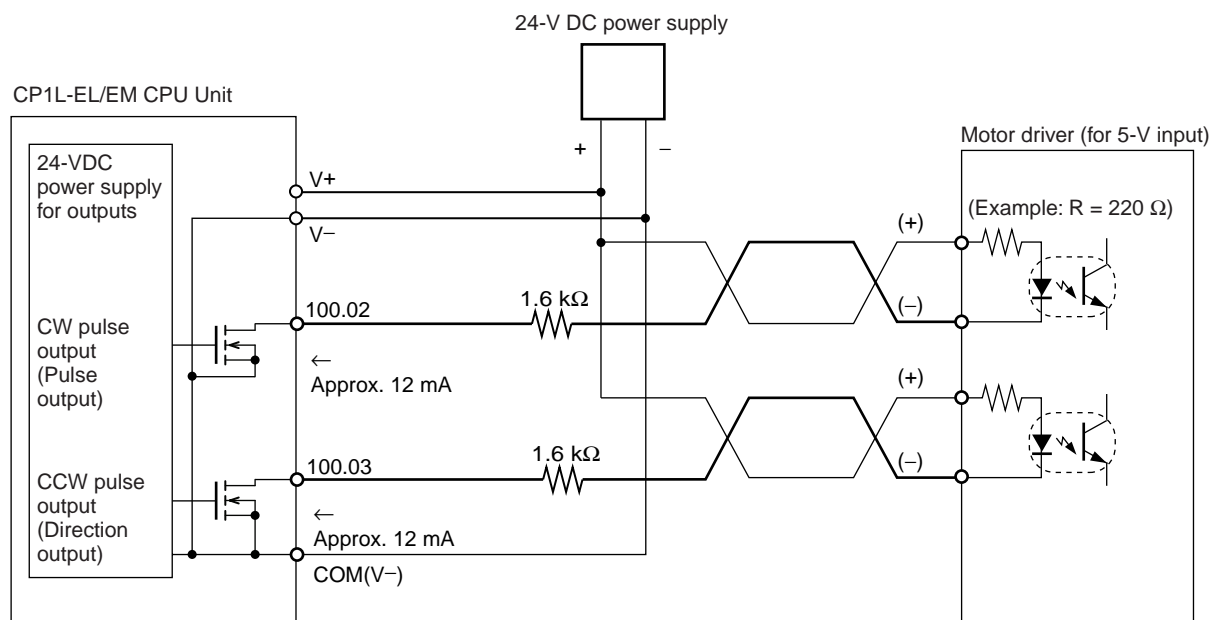 24-V DC power supply
CP1L-EL/EM CPU Unit
Motor driver (for 5-V input)
+
−
24-VDC
power supply
for outputs
V+
V−
(Example: R = 220 Ω)
(+)
(−)
100.02
1.6 kΩ
CW pulse
output
(Pulse
output)
←
Approx. 12 mA
(+)
(−)
100.03
1.6 kΩ
CCW pulse
output
(Direction
output)
←
Approx. 12 mA
COM(V−)